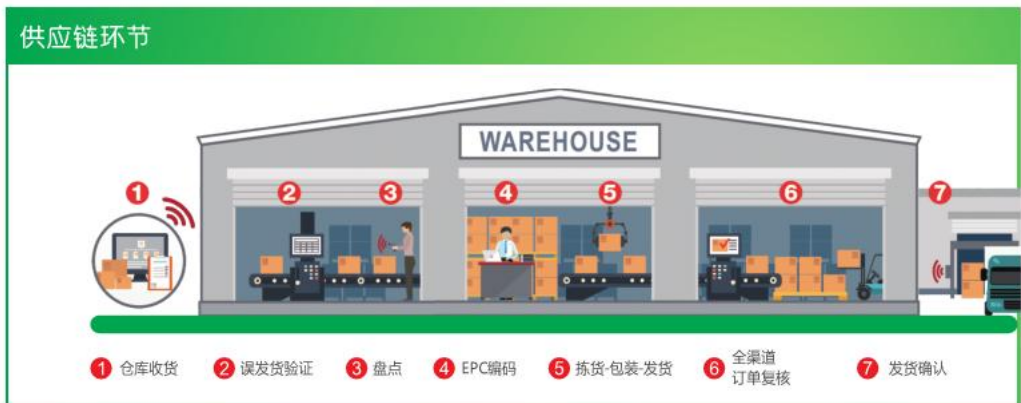 供应链环节
WAREHOUSE
1 2 3 4 5 6 7
1 仓库收货 2 误发货验证 3 盘点 4 EPC编码 5 拣货-包装-发货 6 全渠道
订单复核 7 发货确认